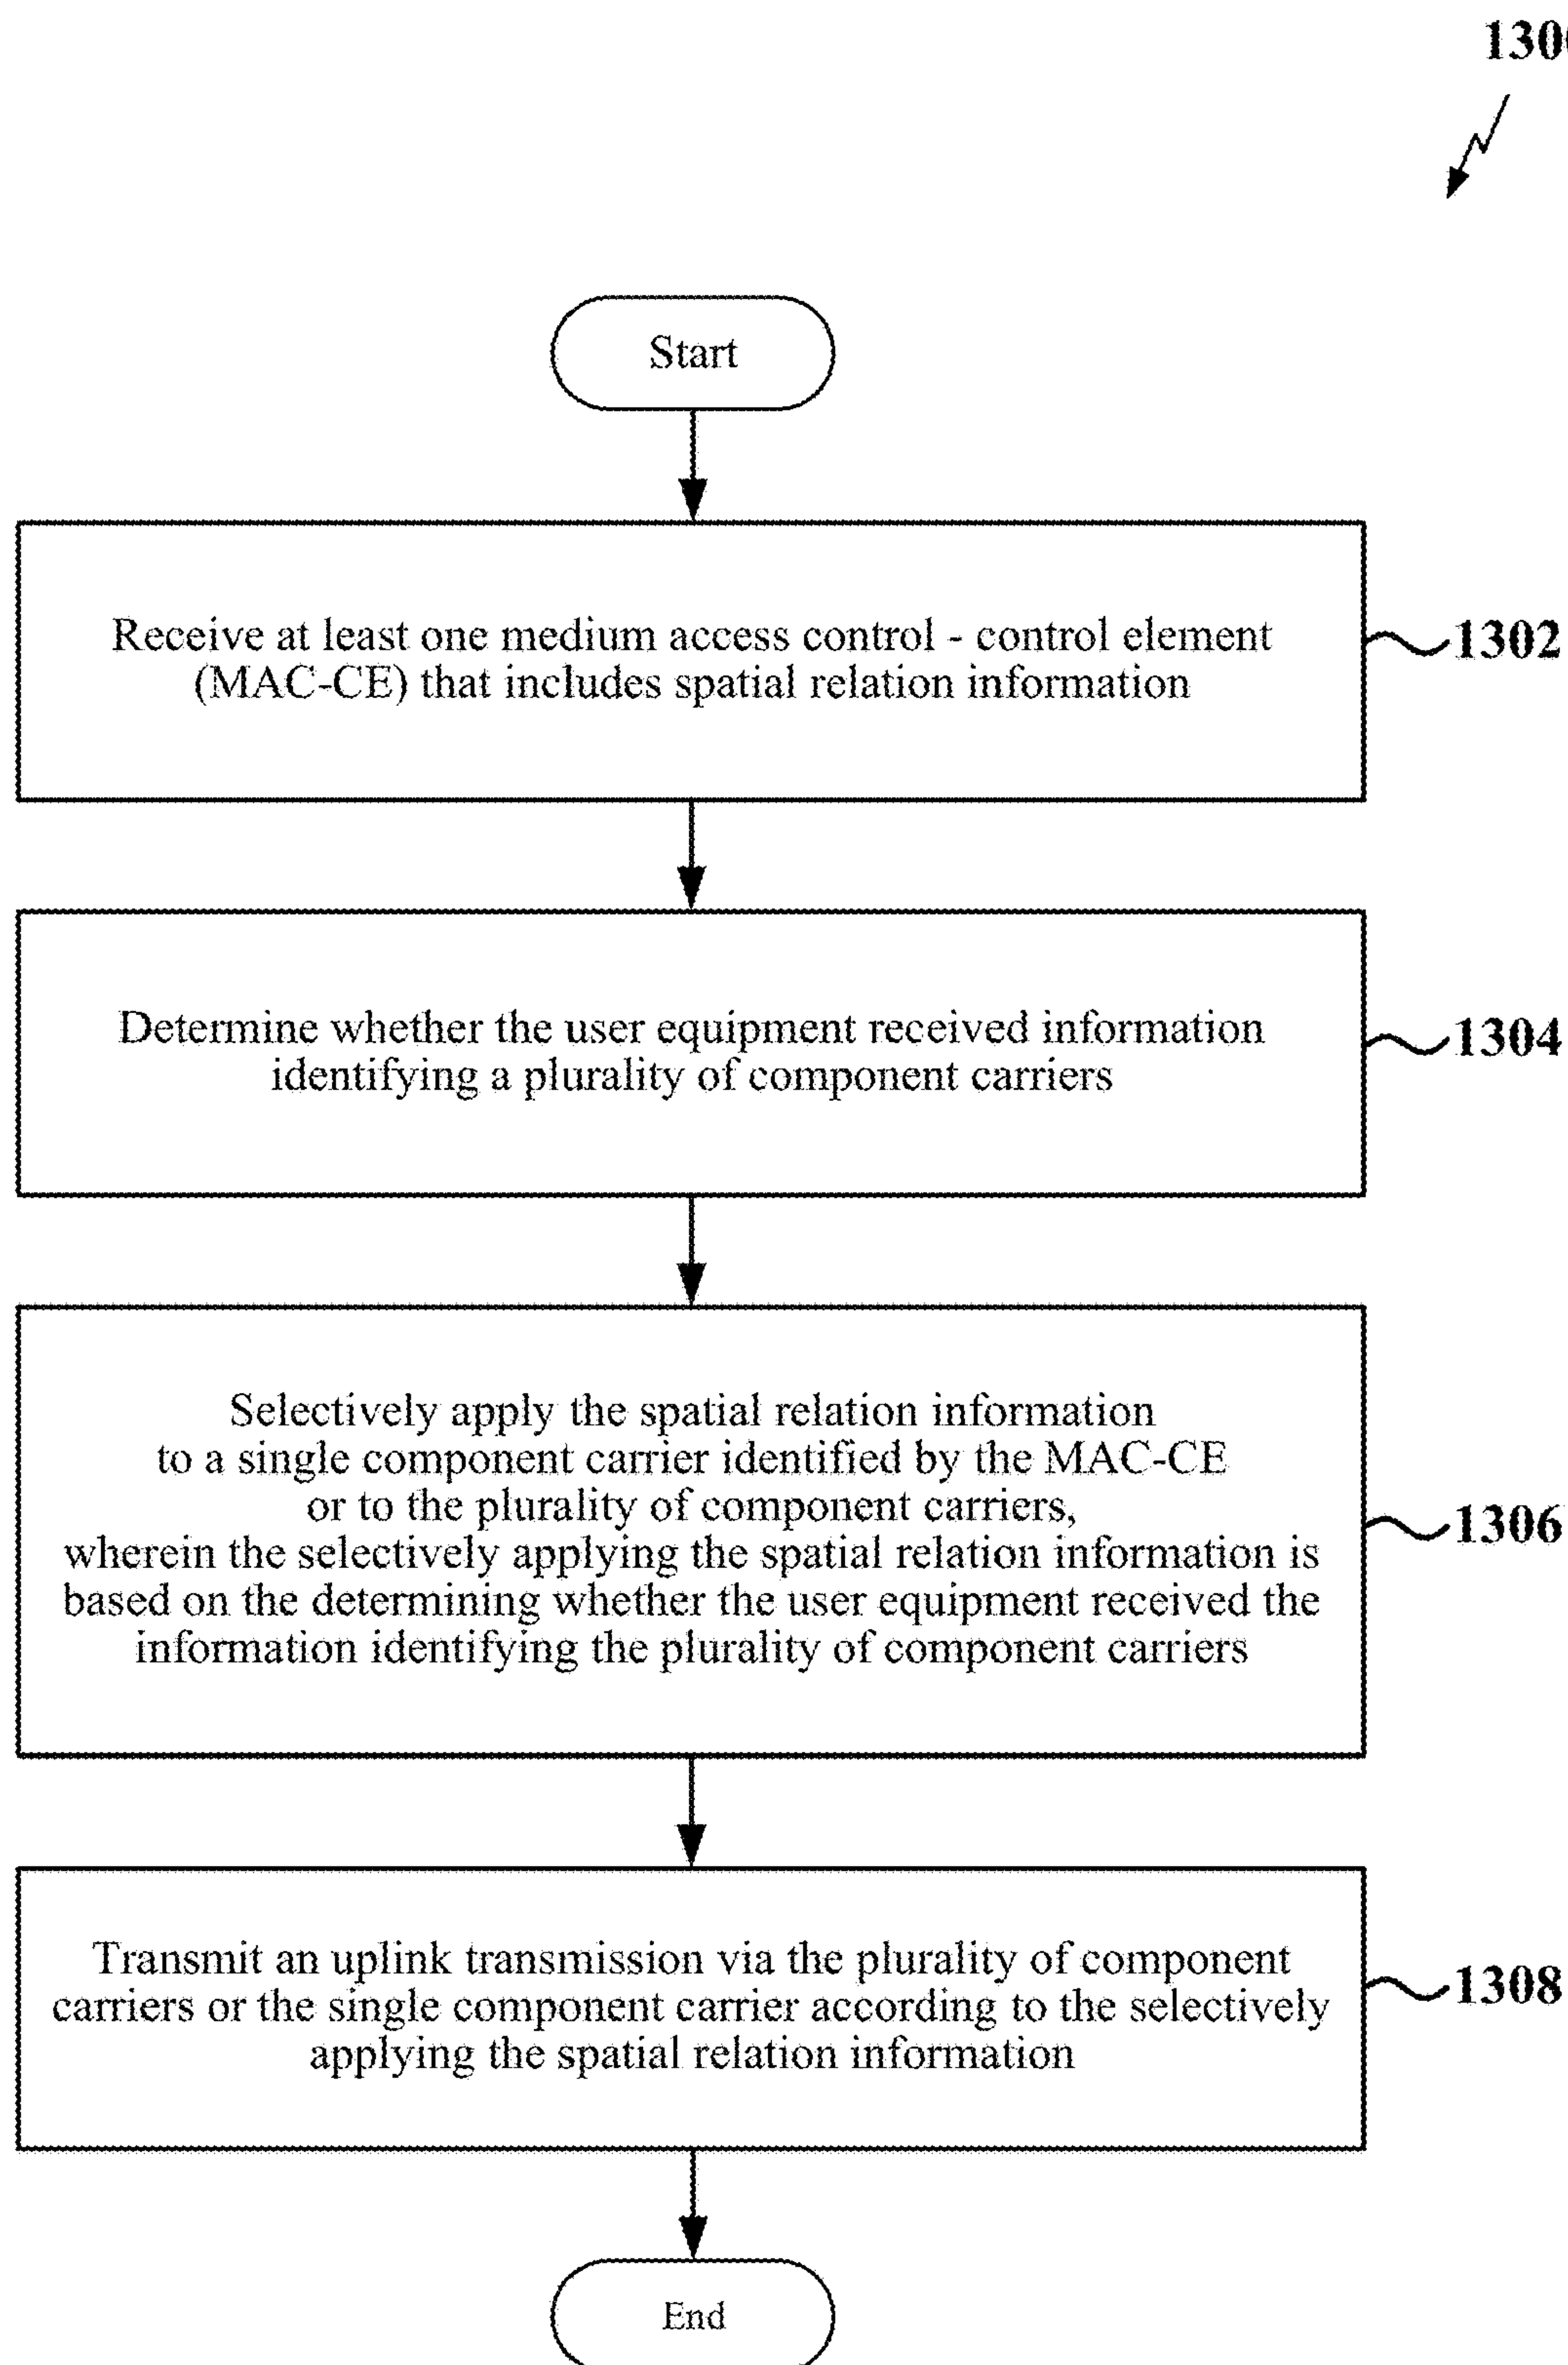 Start
Receive at least one medium access control - control element
(MAC-CE) that includes spatial relation information
1302
Determine whether the user equipment received information
identifying a plurality of component carriers
1304
Selectively apply the spatial relation information
to a single component carrier identified by the MAC-CE
or to the plurality of component carriers,
wherein the selectively applying the spatial relation information is
based on the determining whether the user equipment received the
information identifying the plurality of component carriers
1306
Transmit an uplink transmission via the plurality of component
carriers or the single component carrier according to the selectively
applying the spatial relation information
1308
End